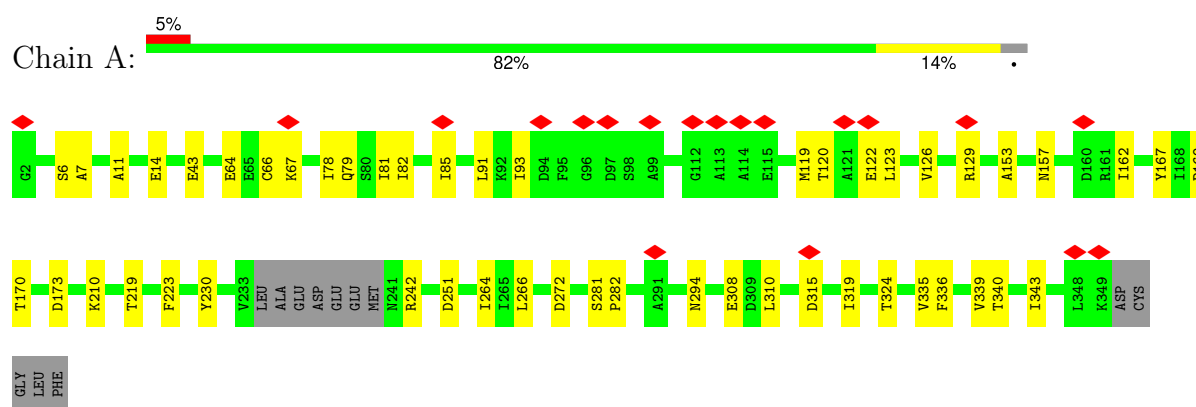 5%
Chain A:
82% 14% •
G2 S6 A7 A11 E14 E43 E64 E65 C66 K67 I78 Q79 S80 I81 I82 I85 L91 K92 I93 D94 F95 G96 D97 S98 A99 G112 A113 A114 E115 M119 T120 A121 E122 L123 V126 R129 A153 N157 D160 R161 I162 Y167 I168
T170 D173 K210 T219 F223 Y230 V233 LEU ALA GLU ASP GLU GLU MET N241 R242 D251 I264 I265 L266 D272 S281 P282 A291 N294 E308 D309 L310 D315 I319 T324 V335 F336 V339 T340 I343 L348 K349 ASP CYS
GLY LEU PHE